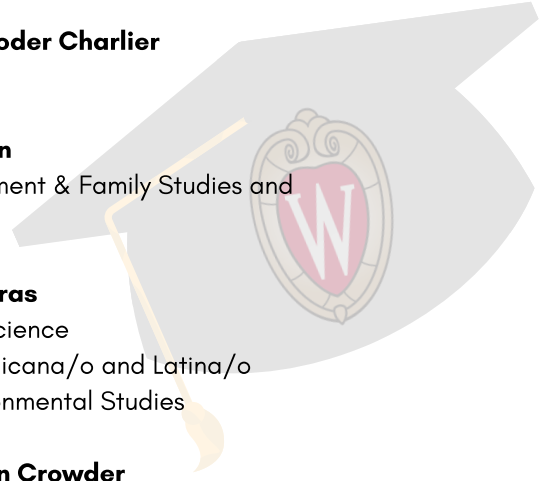 oder Charlier
n
ment & Family Studies and
W
ras
cience
icana/o and Latina/o
nmental Studies
n Crowder